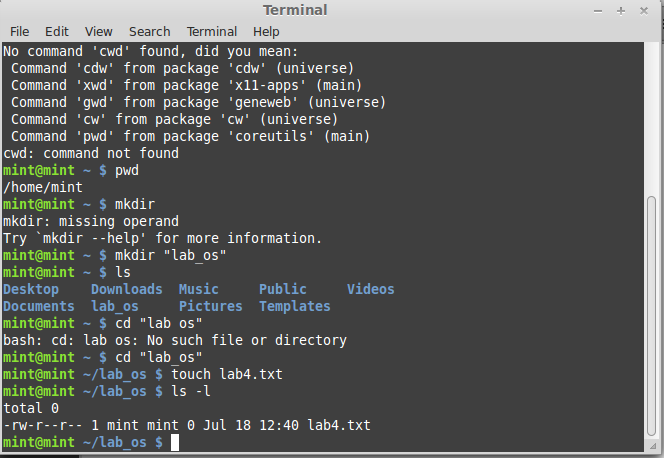 Terminal
File Edit View Search Terminal Help
No command 'cwd' found, did you mean:
 Command 'cdw' from package 'cdw' (universe)
 Command 'xwd' from package 'x11-apps' (main)
 Command 'gwd' from package 'geneweb' (universe)
 Command 'cw' from package 'cw' (universe)
 Command 'pwd' from package 'coreutils' (main)
cwd: command not found
mint@mint ~ $ pwd
/home/mint
mint@mint ~ $ mkdir
mkdir: missing operand
Try `mkdir --help' for more information.
mint@mint ~ $ mkdir "lab_os"
mint@mint ~ $ ls
Desktop    Downloads  Music     Public     Videos
Documents  lab_os     Pictures  Templates
mint@mint ~ $ cd "lab os"
bash: cd: lab os: No such file or directory
mint@mint ~ $ cd "lab_os"
mint@mint ~/lab_os $ touch lab4.txt
mint@mint ~/lab_os $ ls -l
total 0
-rw-r--r-- 1 mint mint 0 Jul 18 12:40 lab4.txt
mint@mint ~/lab_os $